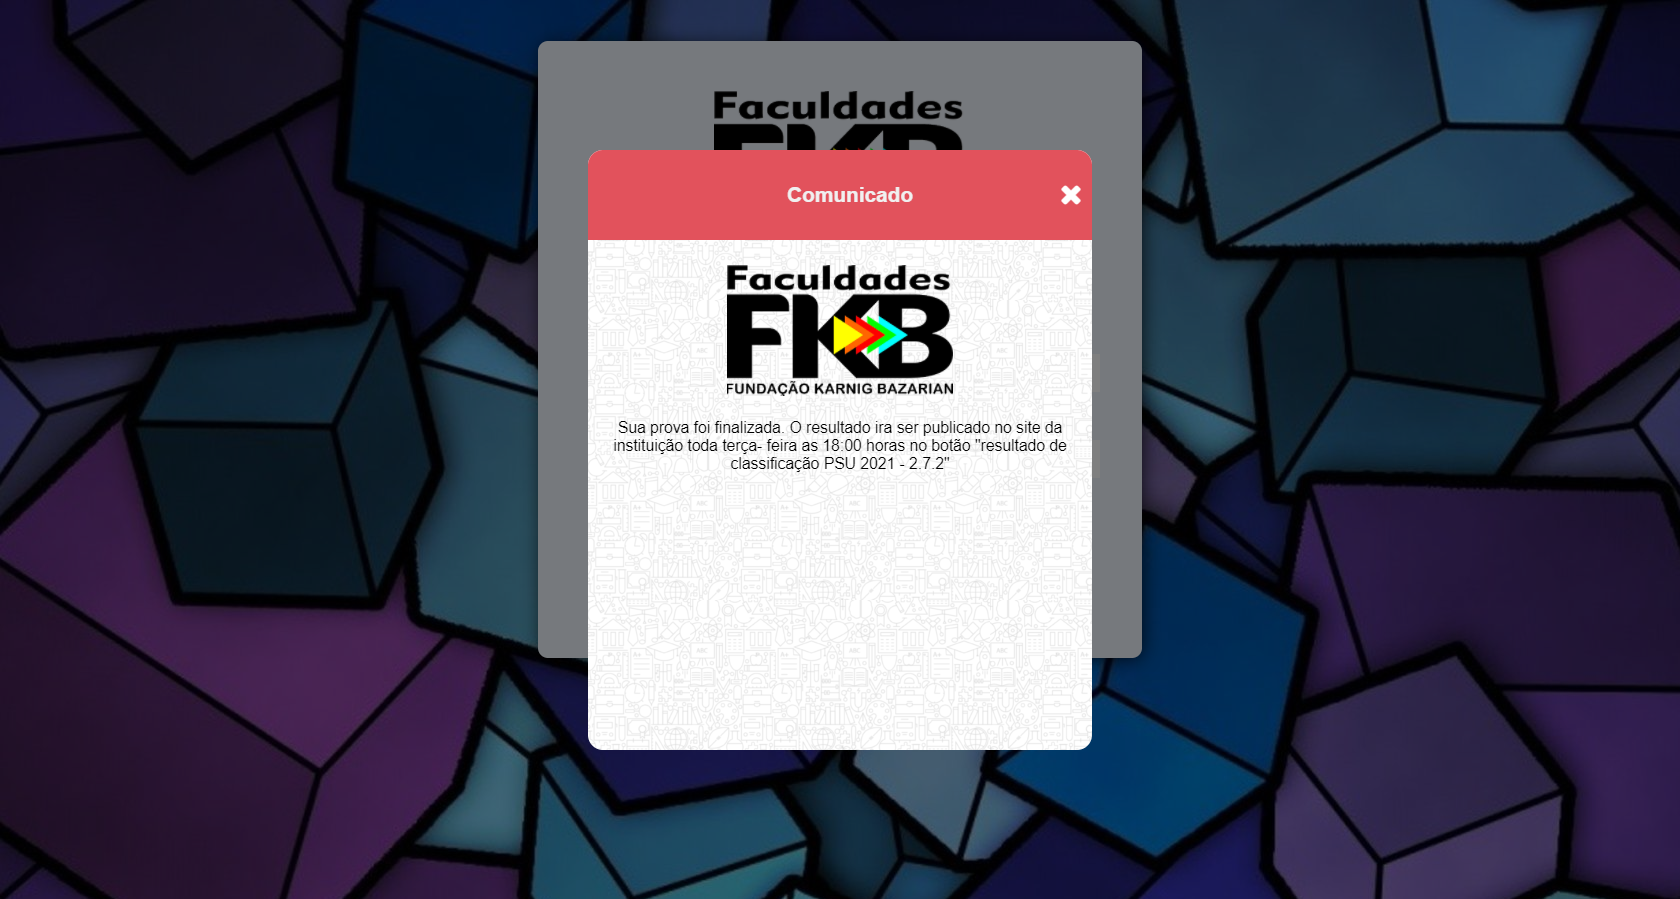 Faculdades
FKB
Comunicado
Faculdades
FKB
FUNDAÇÃO KARNIG BAZARIAN
Sua prova foi finalizada. O resultado ira ser publicado no site da
instituição toda terça- feira as 18:00 horas no botão "resultado de
classificação PSU 2021 - 2.7.2"